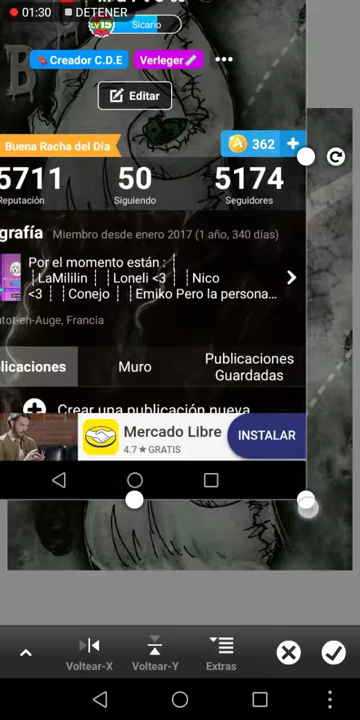 01:30 DETENER
LV15
Sicario
Creador C.D.E Verleger
Editar
Buena Racha del Día
A 362 +
5711 50 5174
Reputación Siguiendo Seguidores
grafía Miembro desde enero 2017 (1 año, 340 días)
Por el momento están : ┊
┊LaMililin ┊ ┊Loneli <3 ┊ ┊Nico
<3 ┊ ┊Conejo ┊ ┊Emiko Pero la persona...
utot-en-Auge, Francia
licaciones Muro Publicaciones
Guardadas
Crear una publicación nueva
Mercado Libre
4.7★ GRATIS
INSTALAR
Voltear-X Voltear-Y Extras